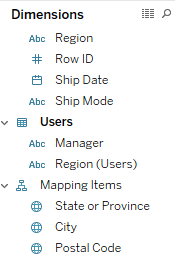 Dimensions
Abc Region
# Row ID
Ship Date
Abc Ship Mode
Users
Abc Manager
Abc Region (Users)
Mapping Items
State or Province
City
Postal Code